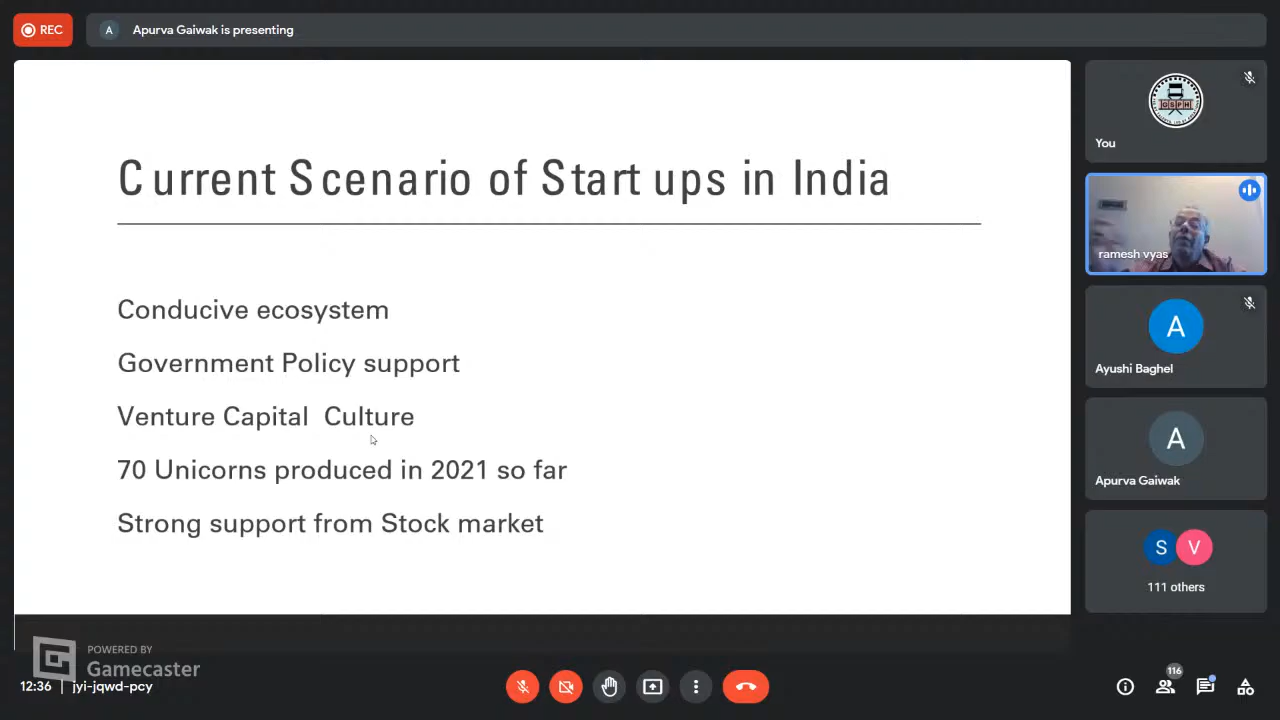 REC
A
Apurva Gaiwak is presenting
Current Scenario of Start ups in India
Conducive ecosystem
Government Policy support
Venture Capital Culture
70 Unicorns produced in 2021 so far
Strong support from Stock market
GSPH
You
ramesh vyas
A
Ayushi Baghel
A
Apurva Gaiwak
S V
111 others
POWERED BY
Gamecaster
12:36 | jyi-jqwd-pcy
116